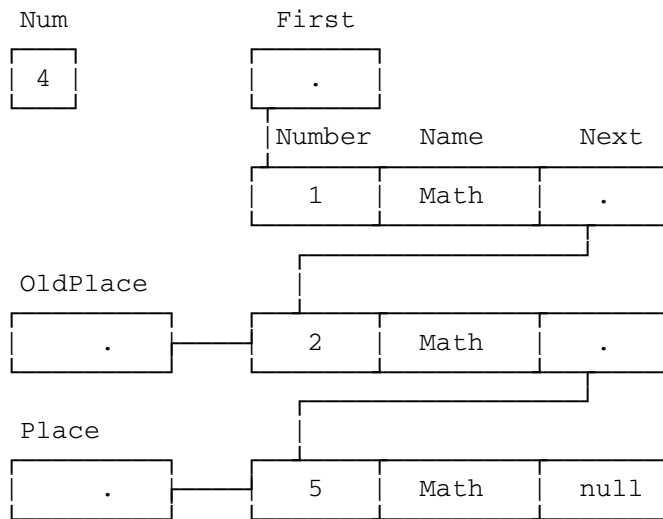 Num First
4 .
Number Name Next
1 Math .
OldPlace
. 2 Math .
Place
. 5 Math null